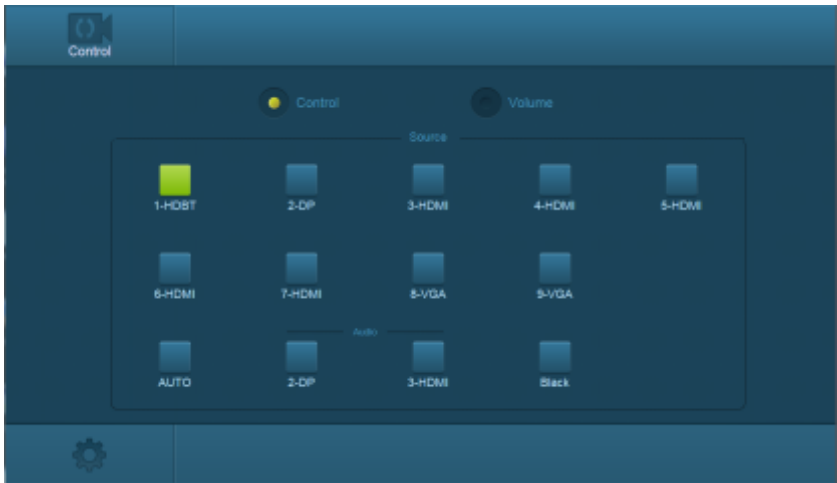 Control
Control Volume
Source
1-HDBT 2-DP 3-HDMI 4-HDMI 5-HDMI
6-HDMI 7-HDMI 8-VGA 9-VGA
Audio
AUTO 2-DP 3-HDMI Black